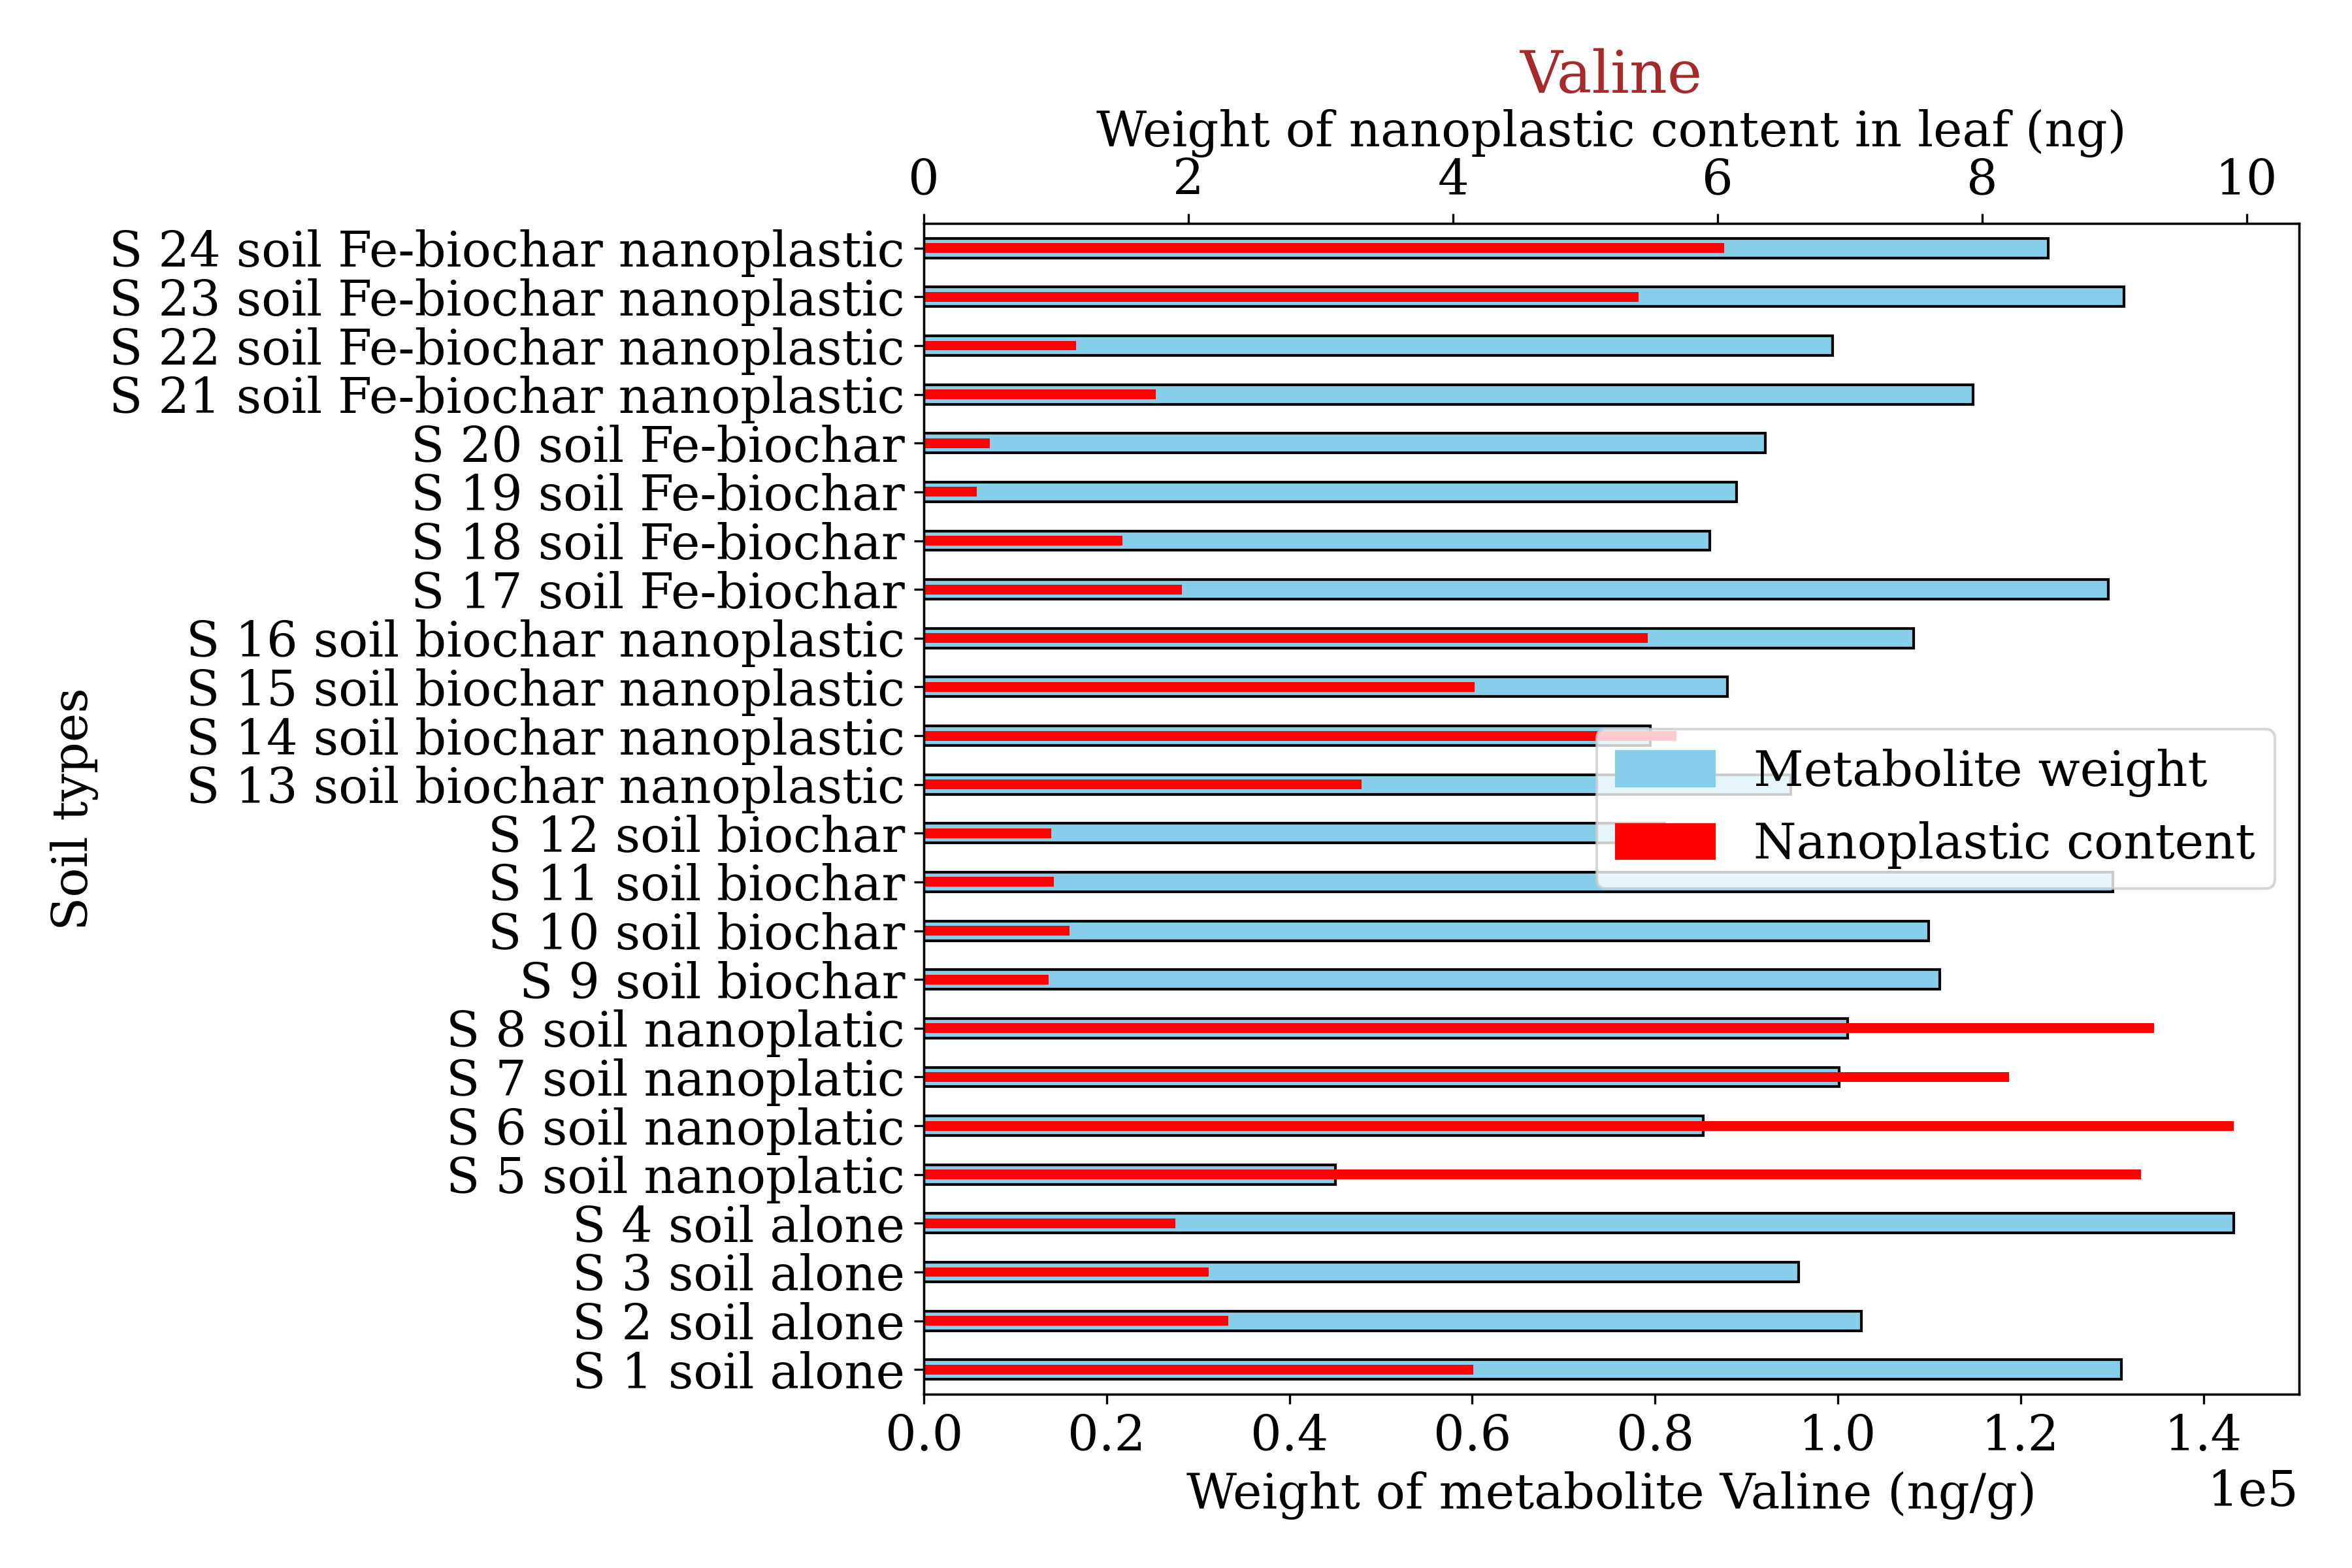 Valine
Weight of nanoplastic content in leaf (ng)
0 2 4 6 8 10
S 24 soil Fe-biochar nanoplastic
S 23 soil Fe-biochar nanoplastic
S 22 soil Fe-biochar nanoplastic
S 21 soil Fe-biochar nanoplastic
S 20 soil Fe-biochar
S 19 soil Fe-biochar
S 18 soil Fe-biochar
S 17 soil Fe-biochar
S 16 soil biochar nanoplastic
S 15 soil biochar nanoplastic
S 14 soil biochar nanoplastic
S 13 soil biochar nanoplastic
S 12 soil biochar
S 11 soil biochar
S 10 soil biochar
S 9 soil biochar
S 8 soil nanoplatic
S 7 soil nanoplatic
S 6 soil nanoplatic
S 5 soil nanoplatic
S 4 soil alone
S 3 soil alone
S 2 soil alone
S 1 soil alone
Soil types
Metabolite weight
Nanoplastic content
0.0 0.2 0.4 0.6 0.8 1.0 1.2 1.4
Weight of metabolite Valine (ng/g)
1e5